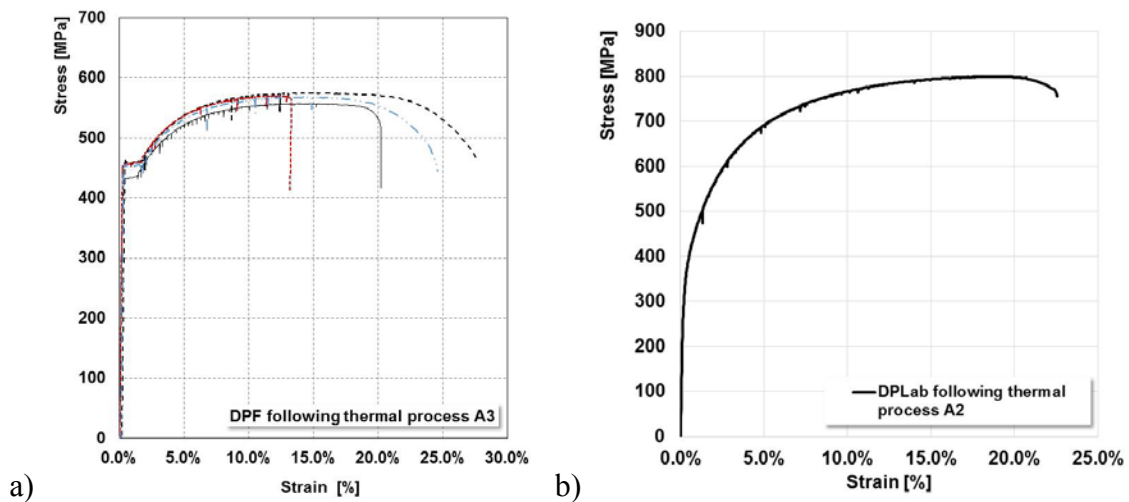 Stress [MPa]
700
600
500
400
300
200
100
0
DPF following thermal process A3
0.0% 5.0% 10.0% 15.0% 20.0% 25.0% 30.0%
Strain [%]
a)
Stress [MPa]
900
800
700
600
500
400
300
200
100
0
DPLab following thermal
process A2
0.0% 5.0% 10.0% 15.0% 20.0% 25.0%
Strain [%]
b)